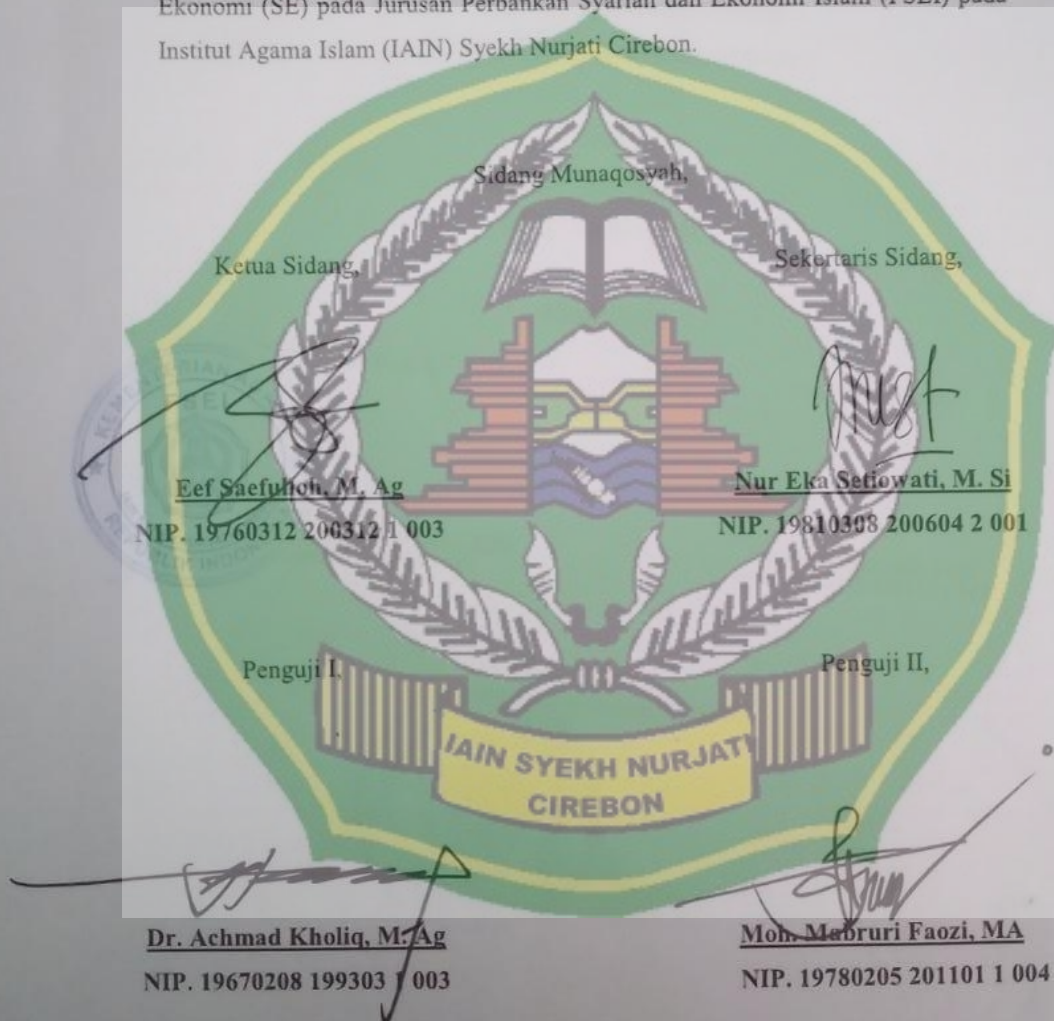 Ekonomi (SE) pada Jurusan Perbankan Syariah dan Ekonomi Islam (PSEI) pada
Institut Agama Islam (IAIN) Syekh Nurjati Cirebon.
Sidang Munaqosyah,
Ketua Sidang,
Sekertaris Sidang,
Eef Saefulloh, M. Ag
NIP. 19760312 200312 1 003
Nur Eka Setiowati, M. Si
NIP. 19810308 200604 2 001
Penguji I,
Penguji II,
IAIN SYEKH NURJATI
CIREBON
Dr. Achmad Kholiq, M. Ag
NIP. 19670208 199303 1 003
Moh. Mabruri Faozi, MA
NIP. 19780205 201101 1 004